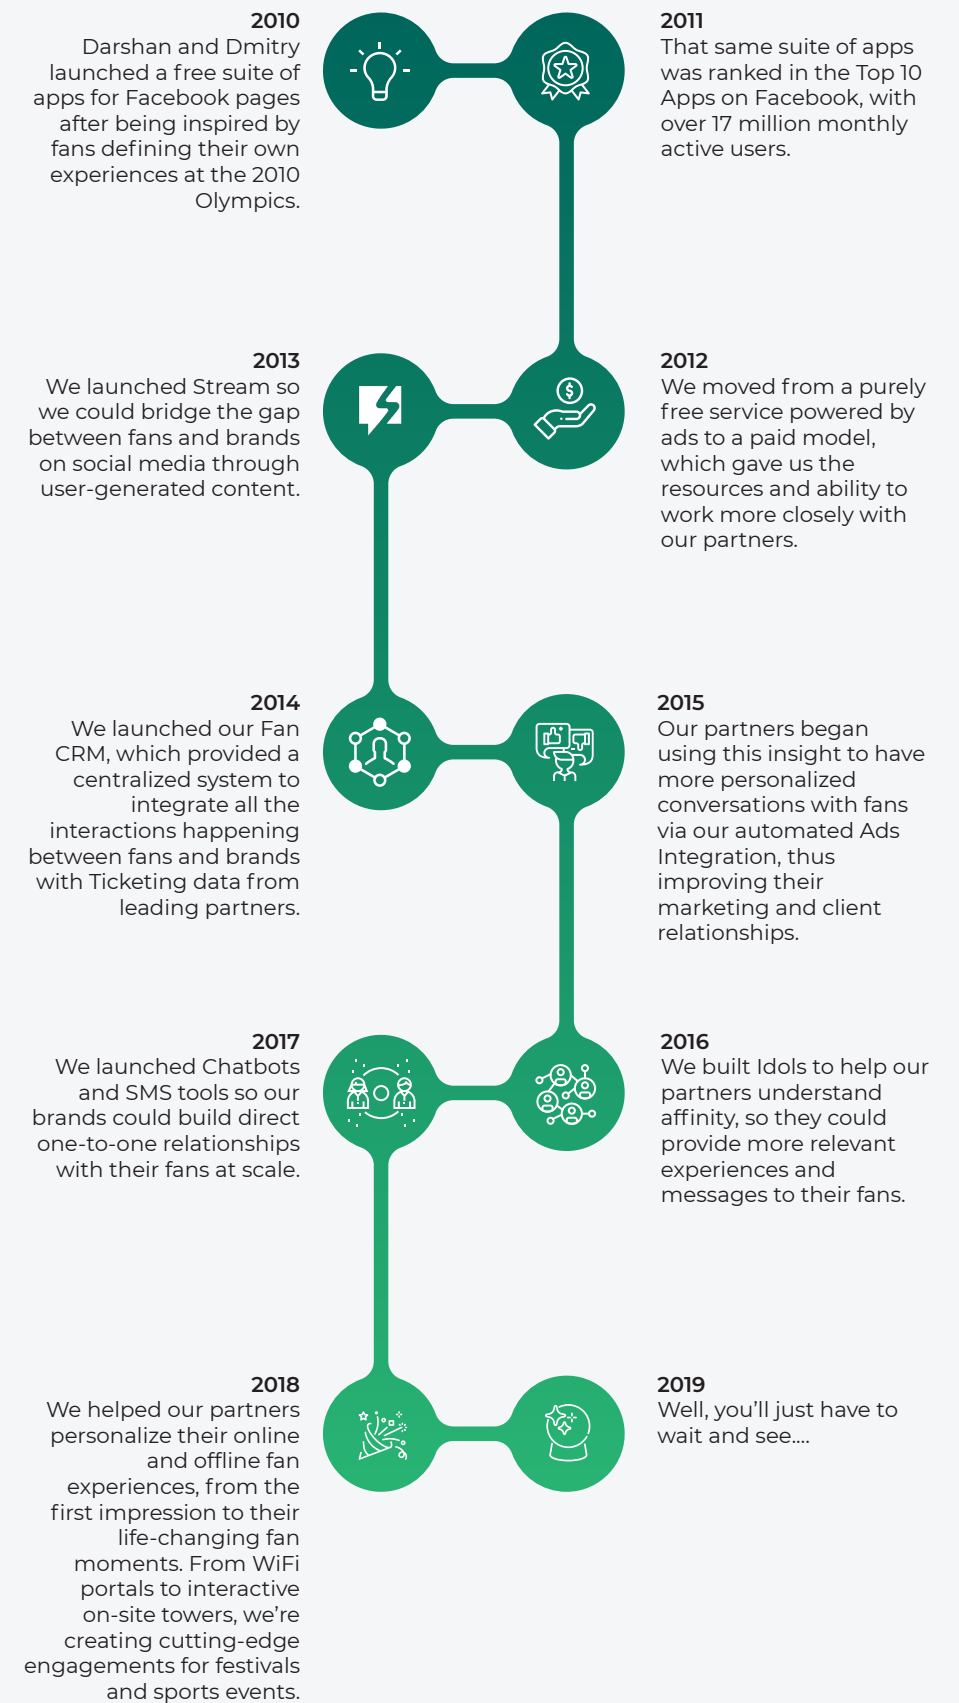 2010
Darshan and Dmitry
launched a free suite of
apps for Facebook pages
after being inspired by
fans defining their own
experiences at the 2010
Olympics.
2011
That same suite of apps
was ranked in the Top 10
Apps on Facebook, with
over 17 million monthly
active users.
2012
We moved from a purely
free service powered by
ads to a paid model,
which gave us the
resources and ability to
work more closely with
our partners.
2013
We launched Stream so
we could bridge the gap
between fans and brands
on social media through
user-generated content.
2014
We launched our Fan
CRM, which provided a
centralized system to
integrate all the
interactions happening
between fans and brands
with Ticketing data from
leading partners.
2015
Our partners began
using this insight to have
more personalized
conversations with fans
via our automated Ads
Integration, thus
improving their
marketing and client
relationships.
2016
We built Idols to help our
partners understand
affinity, so they could
provide more relevant
experiences and
messages to their fans.
2017
We launched Chatbots
and SMS tools so our
brands could build direct
one-to-one relationships
with their fans at scale.
2018
We helped our partners
personalize their online
and offline fan
experiences, from the
first impression to their
life-changing fan
moments. From WiFi
portals to interactive
on-site towers, we’re
creating cutting-edge
engagements for festivals
and sports events.
2019
Well, you’ll just have to
wait and see....